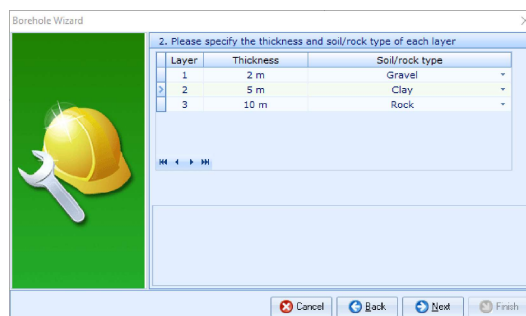 Borehole Wizard
2. Please specify the thickness and soil/rock type of each layer
Layer Thickness Soil/rock type
1 2 m Gravel
2 5 m Clay
3 10 m Rock
Cancel Back Next Finish